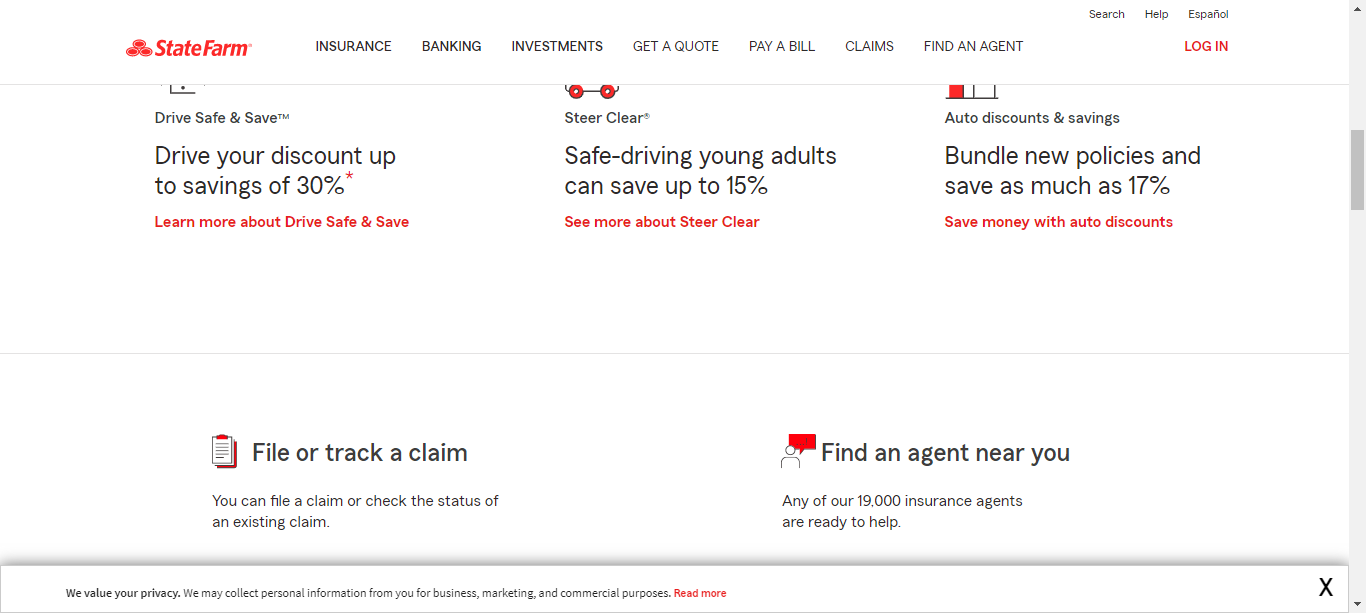 Search Help Español
State Farm® INSURANCE BANKING INVESTMENTS GET A QUOTE PAY A BILL CLAIMS FIND AN AGENT LOG IN
Drive Safe & Save™
Drive your discount up
to savings of 30%*
Learn more about Drive Safe & Save
Steer Clear®
Safe-driving young adults
can save up to 15%
See more about Steer Clear
Auto discounts & savings
Bundle new policies and
save as much as 17%
Save money with auto discounts
File or track a claim
You can file a claim or check the status of
an existing claim.
Find an agent near you
Any of our 19,000 insurance agents
are ready to help.
We value your privacy. We may collect personal information from you for business, marketing, and commercial purposes. Read more
X